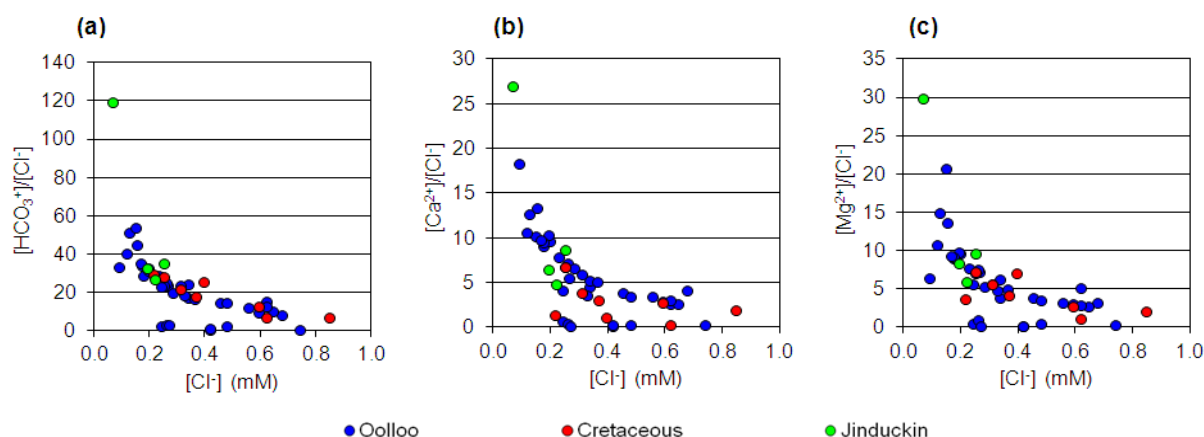 (a)
(b)
(c)
140
120
100
80
60
40
20
0
[HCO₃⁺]/[Cl⁻]
0.0 0.2 0.4 0.6 0.8 1.0
[Cl⁻] (mM)
30
25
20
15
10
5
0
[Ca²⁺]/[Cl⁻]
0.0 0.2 0.4 0.6 0.8 1.0
[Cl⁻] (mM)
35
30
25
20
15
10
5
0
[Mg²⁺]/[Cl⁻]
0.0 0.2 0.4 0.6 0.8 1.0
[Cl⁻] (mM)
Oolloo Cretaceous Jinduckin